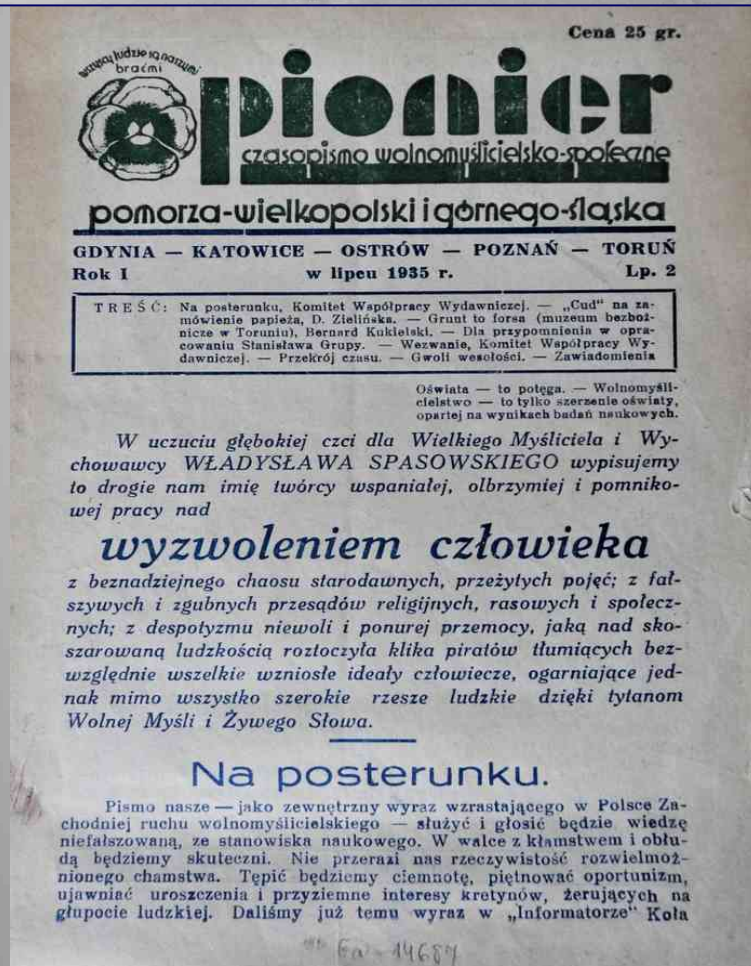 Cena 25 gr.
wszyscy ludzie są naszymi
braćmi
pionier
czasopismo wolnomyślicielsko-społeczne
pomorza-wielkopolski i górnego-śląska
GDYNIA — KATOWICE — OSTRÓW — POZNAŃ — TORUŃ
Rok I w lipcu 1935 r. Lp. 2
TREŚĆ: Na posterunku, Komitet Współpracy Wydawniczej. — „Cud" na za-
mówienie papieża, D. Zielińska. — Grunt to forsa (muzeum bezboż-
nicze w Toruniu), Bernard Kukielski. — Dla przypomnienia w opra-
cowaniu Stanisława Grupy. — Wezwanie, Komitet Współpracy Wy-
dawniczej. — Przekrój czasu. — Gwoli wesołości. — Zawiadomienia
Oświata — to potęga. — Wolnomyśli-
cielstwo — to tylko szerzenie oświaty,
opartej na wynikach badań naukowych.
W uczuciu głębokiej czci dla Wielkiego Myśliciela i Wy-
chowawcy WŁADYSŁAWA SPASOWSKIEGO wypisujemy
to drogie nam imię twórcy wspaniałej, olbrzymiej i pomniko-
wej pracy nad
wyzwoleniem człowieka
z beznadziejnego chaosu starodawnych, przeżytych pojęć; z fał-
szywych i zgubnych przesądów religijnych, rasowych i społecz-
nych; z despotyzmu niewoli i ponurej przemocy, jaką nad sko-
szarowaną ludzkością roztoczyła klika piratów tłumiących bez-
względnie wszelkie wzniosłe ideały człowiecze, ogarniające jed-
nak mimo wszystko szerokie rzesze ludzkie dzięki tytanom
Wolnej Myśli i Żywego Słowa.
Na posterunku.
Pismo nasze — jako zewnętrzny wyraz wzrastającego w Polsce Za-
chodniej ruchu wolnomyślicielskiego — służyć i głosić będzie wiedzę
niefałszowaną, ze stanowiska naukowego. W walce z kłamstwem i obłu-
dą będziemy skuteczni. Nie przerazi nas rzeczywistość rozwielmoż-
nionego chamstwa. Tępić będziemy ciemnotę, piętnować oportunizm,
ujawniać uroszczenia i przyziemne interesy kretynów, żerujących na
głupocie ludzkiej. Daliśmy już temu wyraz w „Informatorze" Koła
14687